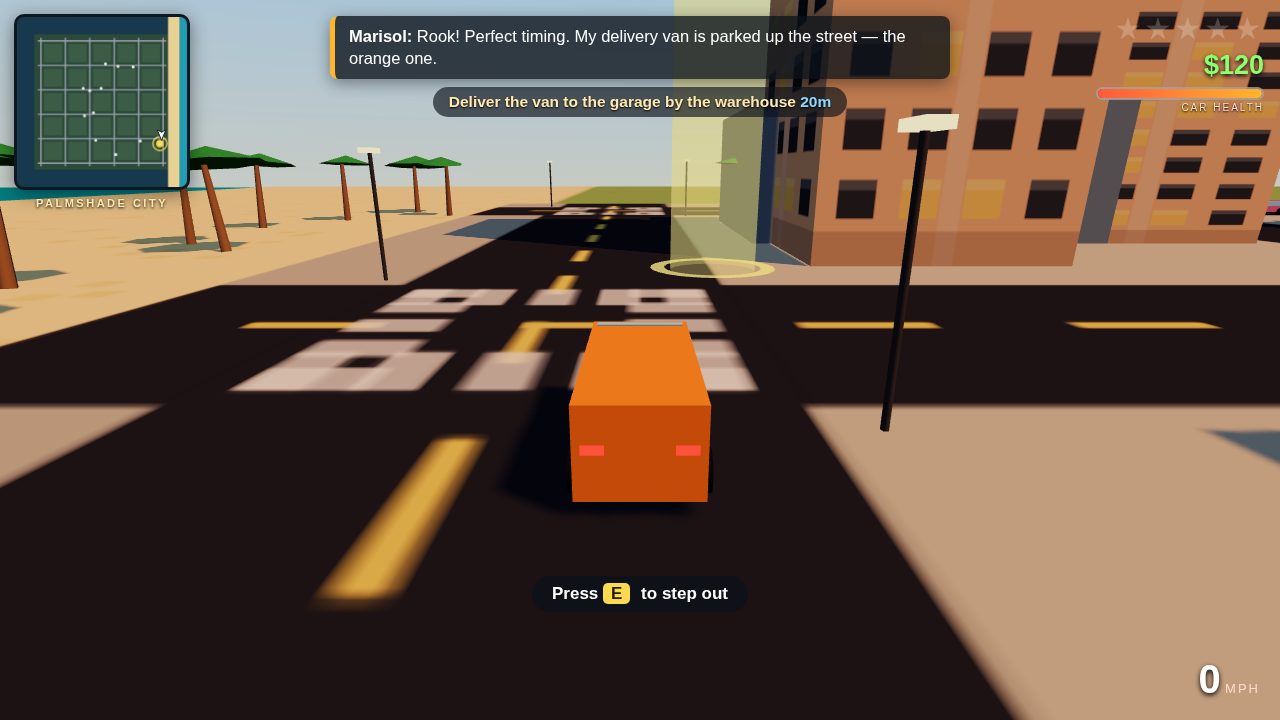 Marisol: Rook! Perfect timing. My delivery van is parked up the street — the
orange one.
Deliver the van to the garage by the warehouse 20m
$120
CAR HEALTH
PALMSHADE CITY
Press E to step out
0 MPH